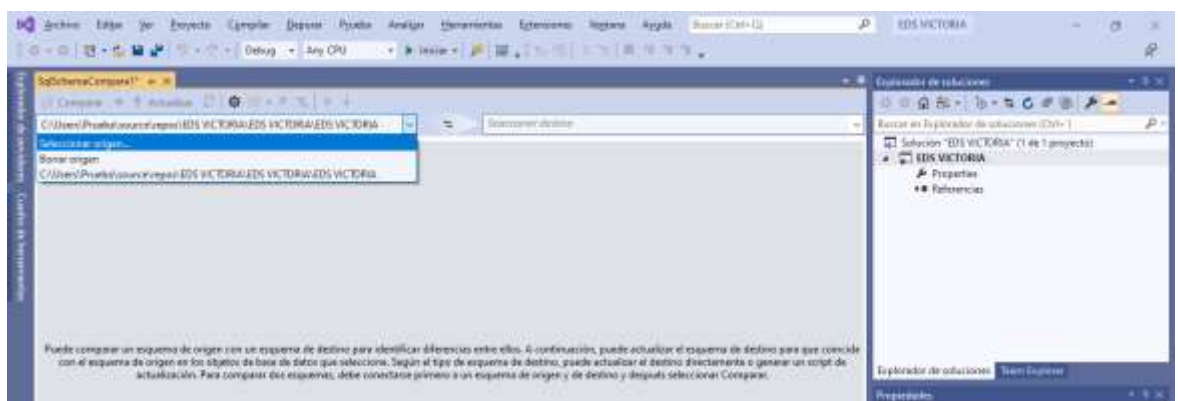 Archivo Editar Ver Proyecto Compilar Depurar Prueba Analizar Herramientas Extensiones Ventana Ayuda Buscar (Ctrl+Q) EDS VICTORIA
Debug Any CPU Iniciar
SqlSchemaCompare1*
Comparar Actualizar
C:\Users\Prueba\source\repos\EDS VICTORIA\EDS VICTORIA
Seleccionar destino
Seleccionar origen...
Borrar origen
C:\Users\Prueba\source\repos\EDS VICTORIA\EDS VICTORIA
Puede comparar un esquema de origen con un esquema de destino para identificar diferencias entre ellos. A continuación, puede actualizar el esquema de destino para que coincida
con el esquema de origen en los objetos de base de datos que seleccione. Según el tipo de esquema de destino, puede actualizar el destino directamente o generar un script de
actualización. Para comparar dos esquemas, debe conectarse primero a un esquema de origen y de destino y después seleccionar Comparar.
Explorador de servidores
Cuadro de herramientas
Explorador de soluciones
Buscar en Explorador de soluciones (Ctrl+")
Solución "EDS VICTORIA" (1 de 1 proyecto)
EDS VICTORIA
Properties
Referencias
Explorador de soluciones Team Explorer
Propiedades